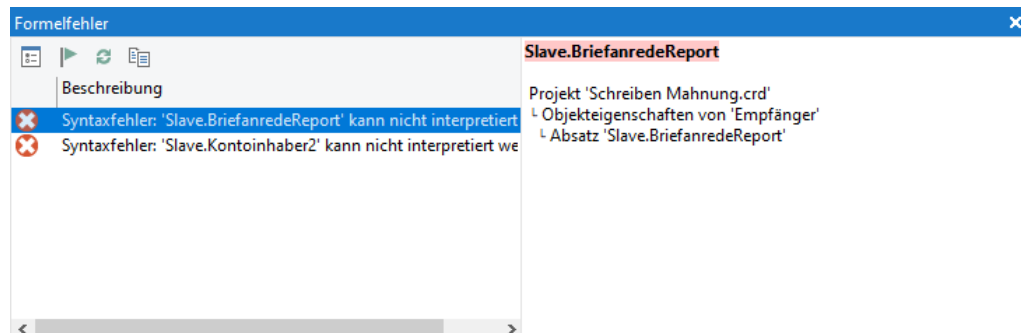 Formelfehler
Beschreibung
Syntaxfehler: 'Slave.BriefanredeReport' kann nicht interpretiert
Syntaxfehler: 'Slave.Kontoinhaber2' kann nicht interpretiert we
Slave.BriefanredeReport
Projekt 'Schreiben Mahnung.crd'
└ Objekteigenschaften von 'Empfänger'
└ Absatz 'Slave.BriefanredeReport'